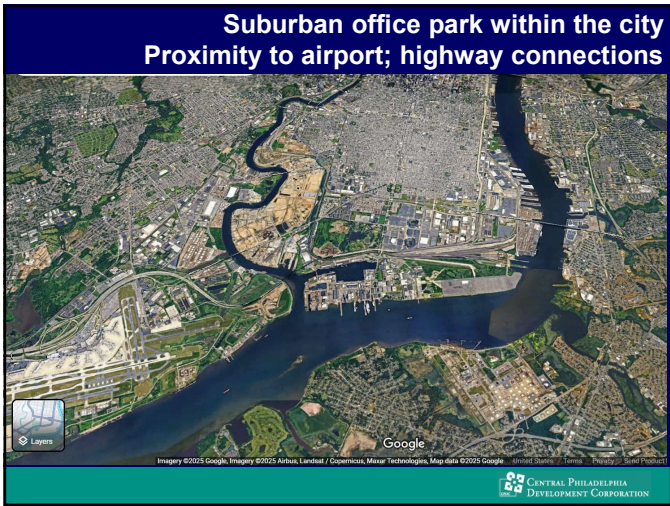 Suburban office park within the city
Proximity to airport; highway connections
Layers
Google
Imagery ©2025 Google, Imagery ©2025 Airbus, Landsat / Copernicus, Maxar Technologies, Map data ©2025 Google United States Terms Privacy Send Product
CENTRAL PHILADELPHIA
DEVELOPMENT CORPORATION